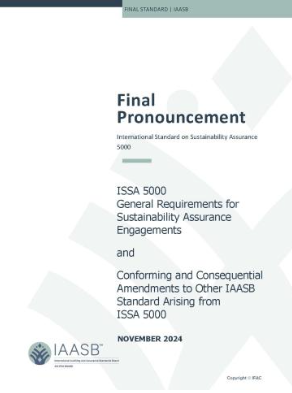 FINAL STANDARD | IAASB
Final
Pronouncement
International Standard on Sustainability Assurance
5000
ISSA 5000
General Requirements for
Sustainability Assurance
Engagements
and
Conforming and Consequential
Amendments to Other IAASB
Standard Arising from
ISSA 5000
NOVEMBER 2024
IAASB™
Copyright © IFAC